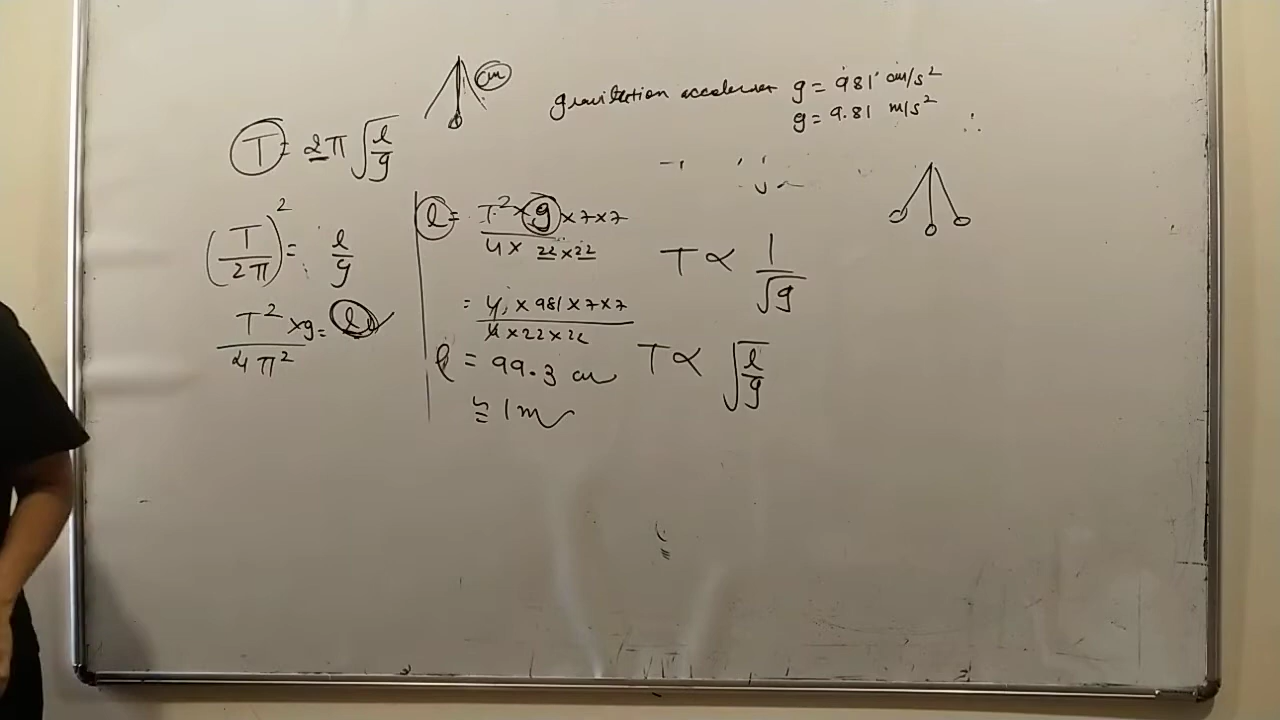 cm
gravitation acceleration g = 981 cm/s²
g = 9.81 m/s²
T = 2π√(l/g)
(T/2π)² = l/g
T²/4π² × g = l
l = T² × g × 7 × 7 / 4 × 22 × 22
= 4 × 981 × 7 × 7 / 4 × 22 × 22
l = 99.3 cm
≅ 1 m
T ∝ 1/√g
T ∝ √(l/g)